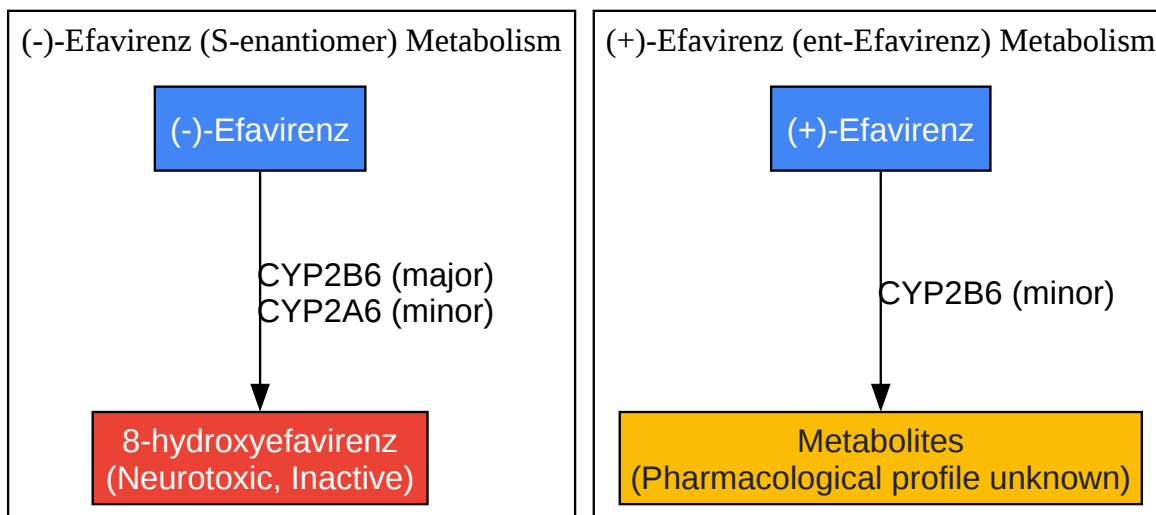 (-)-Efavirenz (S-enantiomer) Metabolism
(-)-Efavirenz
CYP2B6 (major)
CYP2A6 (minor)
8-hydroxyefavirenz
(Neurotoxic, Inactive)
(+)-Efavirenz (ent-Efavirenz) Metabolism
(+)-Efavirenz
CYP2B6 (minor)
Metabolites
(Pharmacological profile unknown)